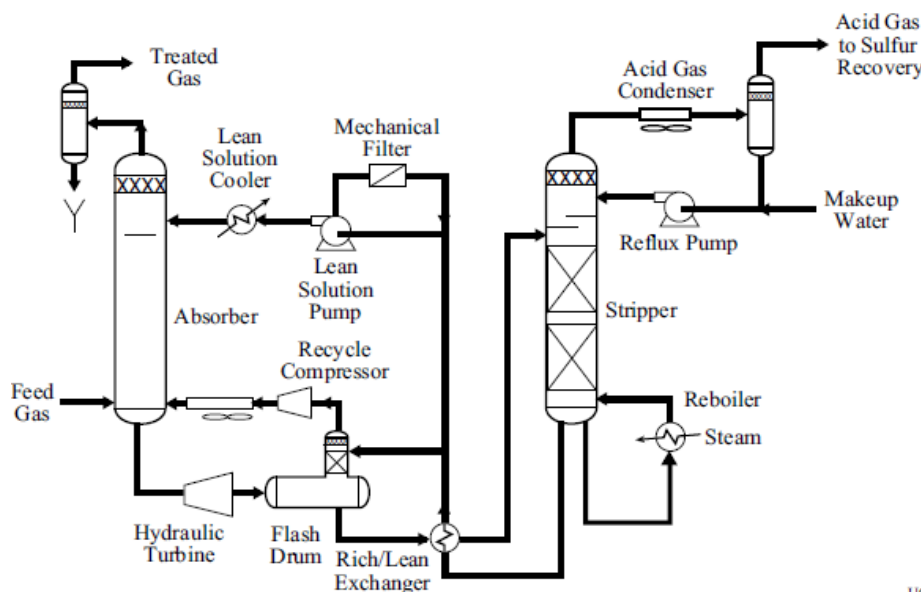 Treated
Gas
Lean
Solution
Cooler
Mechanical
Filter
Acid Gas
Condenser
Acid Gas
to Sulfur
Recovery
Makeup
Water
Reflux Pump
Lean
Solution
Pump
Absorber
Stripper
Recycle
Compressor
Feed
Gas
Reboiler
Steam
Hydraulic
Turbine
Flash
Drum
Rich/Lean
Exchanger